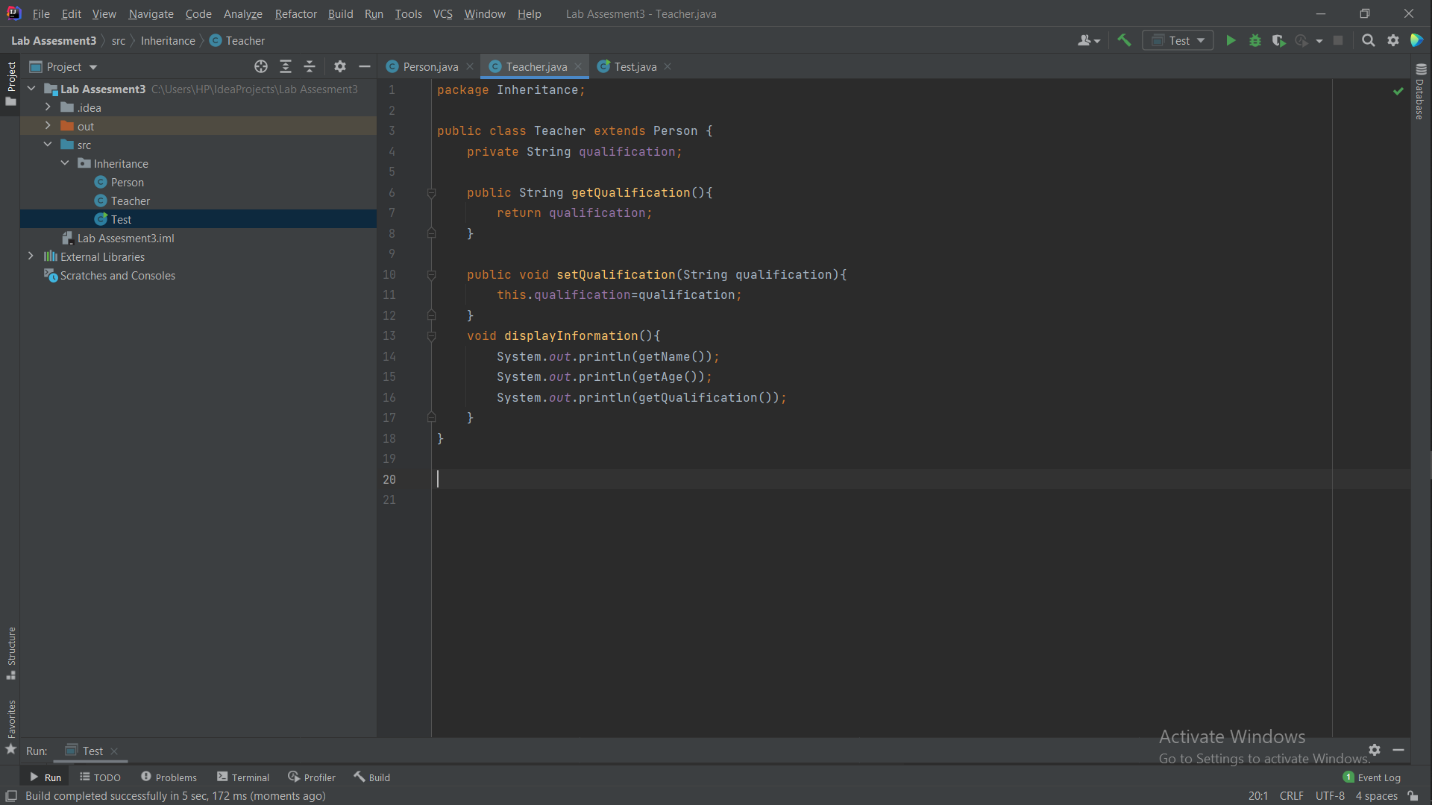 File Edit View Navigate Code Analyze Refactor Build Run Tools VCS Window Help Lab Assesment3 - Teacher.java
Lab Assesment3 src Inheritance Teacher Test
Project
Project
Person.java Teacher.java Test.java
Database
Lab Assesment3 C:\Users\HP\IdeaProjects\Lab Assesment3
.idea
out
src
Inheritance
Person
Teacher
Test
Lab Assesment3.iml
External Libraries
Scratches and Consoles
1 package Inheritance;
2
3 public class Teacher extends Person {
4 private String qualification;
5
6 public String getQualification(){
7 return qualification;
8 }
9
10 public void setQualification(String qualification){
11 this.qualification=qualification;
12 }
13 void displayInformation(){
14 System.out.println(getName());
15 System.out.println(getAge());
16 System.out.println(getQualification());
17 }
18 }
19
20
21
Structure
Favorites
Activate Windows
Go to Settings to activate Windows.
Run: Test
Run TODO Problems Terminal Profiler Build 1 Event Log
Build completed successfully in 5 sec, 172 ms (moments ago) 20:1 CRLF UTF-8 4 spaces